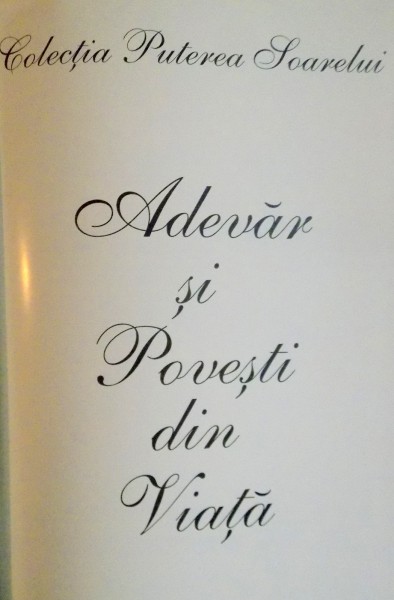 Colecția Puterea Soarelui
Adevăr
și
Povești
din
Viață